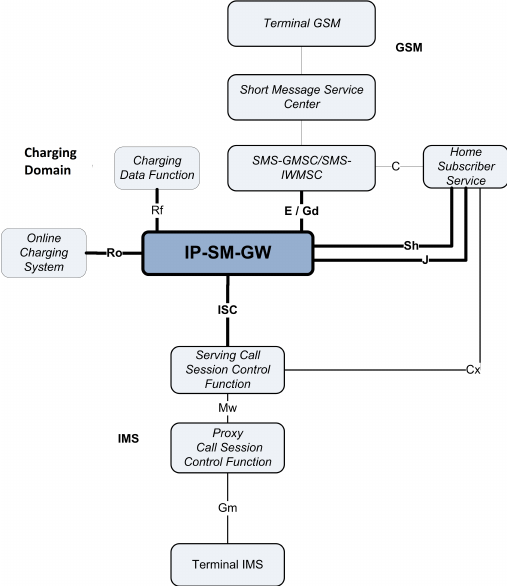 Terminal GSM
GSM
Short Message Service
Center
Charging
Domain
Charging
Data Function
SMS-GMSC/SMS-
IWMSC
C
Home
Subscriber
Service
Rf
E / Gd
Online
Charging
System
Ro
IP-SM-GW
Sh
J
ISC
Serving Call
Session Control
Function
Cx
Mw
IMS
Proxy
Call Session
Control Function
Gm
Terminal IMS